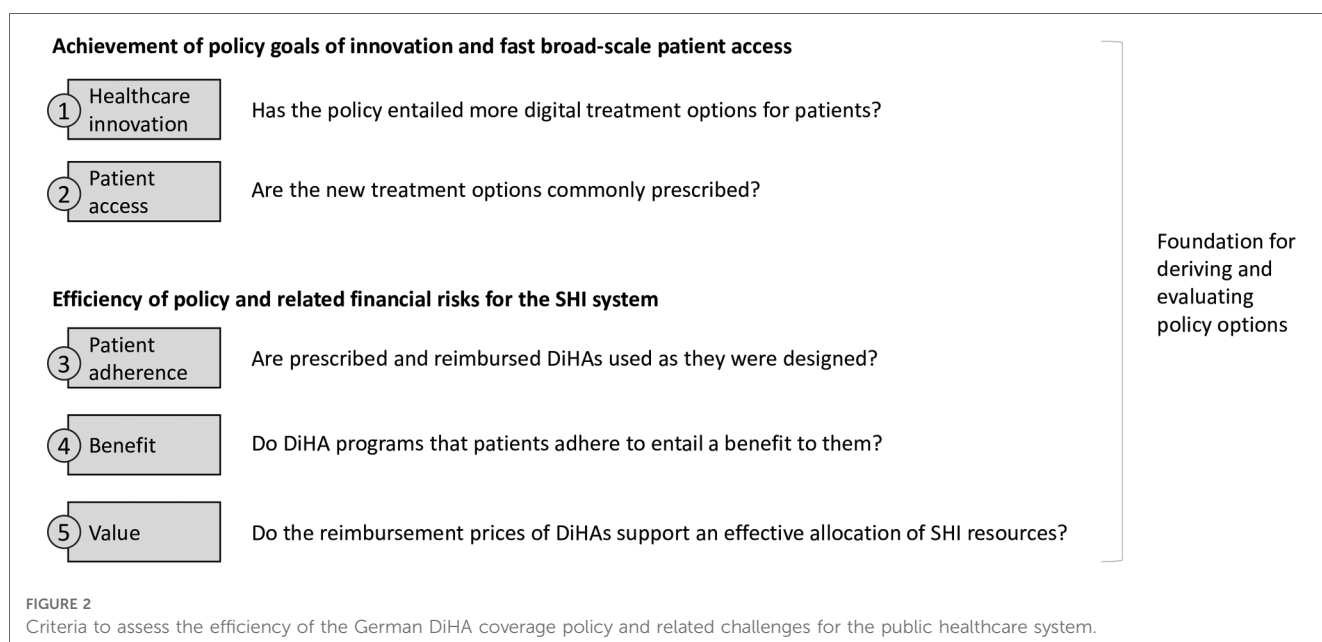 Achievement of policy goals of innovation and fast broad-scale patient access
1
Healthcare
innovation
Has the policy entailed more digital treatment options for patients?
2
Patient
access
Are the new treatment options commonly prescribed?
Efficiency of policy and related financial risks for the SHI system
3
Patient
adherence
Are prescribed and reimbursed DiHAs used as they were designed?
4
Benefit
Do DiHA programs that patients adhere to entail a benefit to them?
5
Value
Do the reimbursement prices of DiHAs support an effective allocation of SHI resources?
Foundation for
deriving and
evaluating
policy options
FIGURE 2
Criteria to assess the efficiency of the German DiHA coverage policy and related challenges for the public healthcare system.